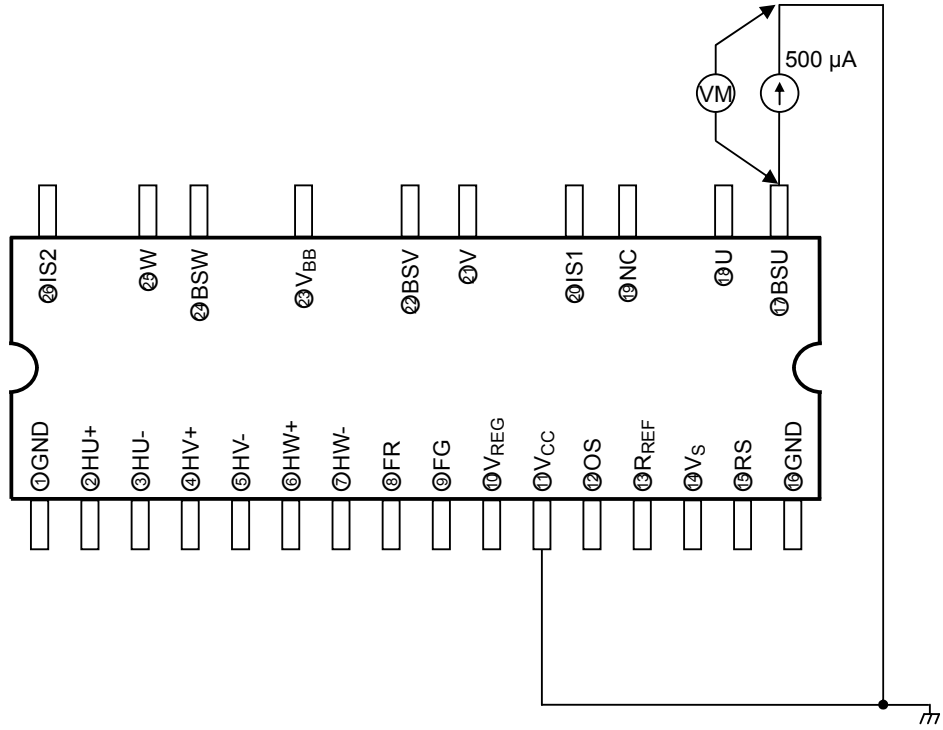 500 μA
VM
㉖IS2
㉕W
㉔BSW
㉓VBB
㉒BSV
㉑V
⑳IS1
⑲NC
⑱U
⑰BSU
①GND
②HU+
③HU-
④HV+
⑤HV-
⑥HW+
⑦HW-
⑧FR
⑨FG
⑩VREG
⑪VCC
⑫OS
⑬RREF
⑭VS
⑮RS
⑯GND